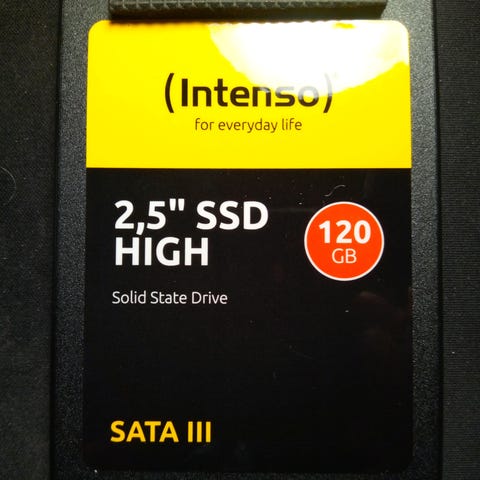 (Intenso)
for everyday life
2,5" SSD
HIGH
120
GB
Solid State Drive
SATA III